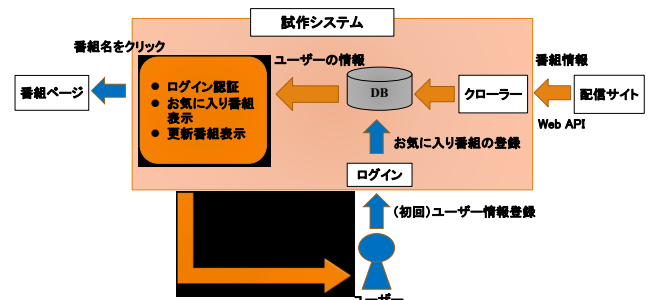 試作システム
番組名をクリック
ユーザーの情報
番組情報
番組ページ
● ログイン認証
● お気に入り番組
表示
● 更新番組表示
DB
クローラー
配信サイト
Web API
お気に入り番組の登録
ログイン
(初回)ユーザー情報登録
ユーザー